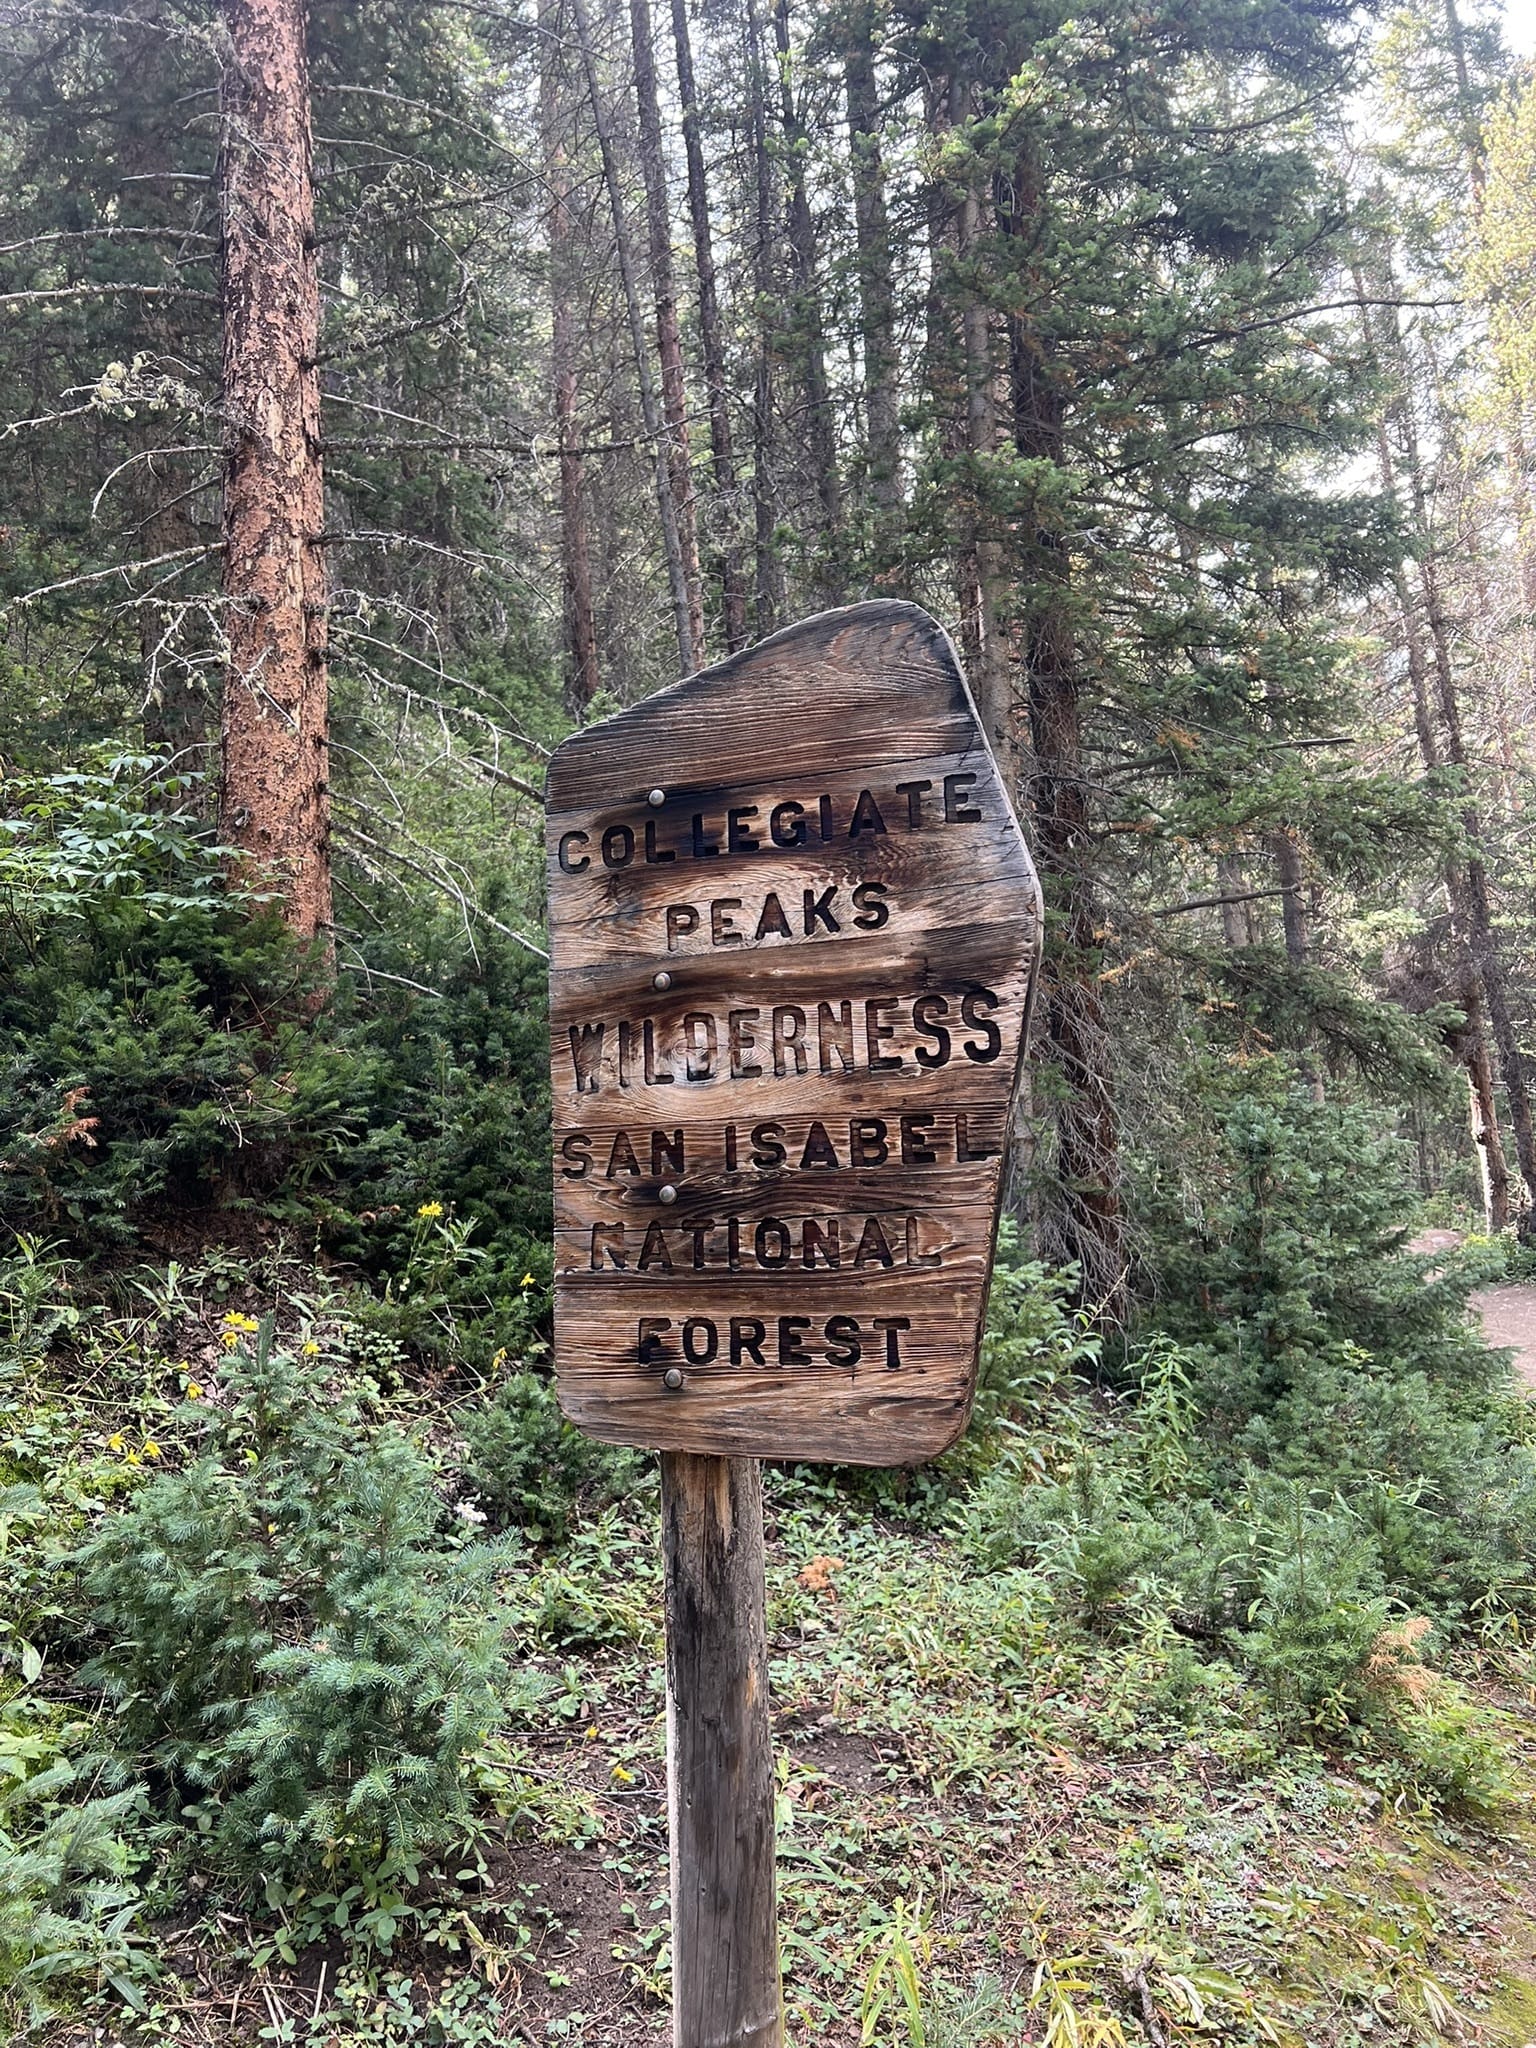 COLLEGIATE
PEAKS
WILDERNESS
SAN ISABEL
NATIONAL
FOREST